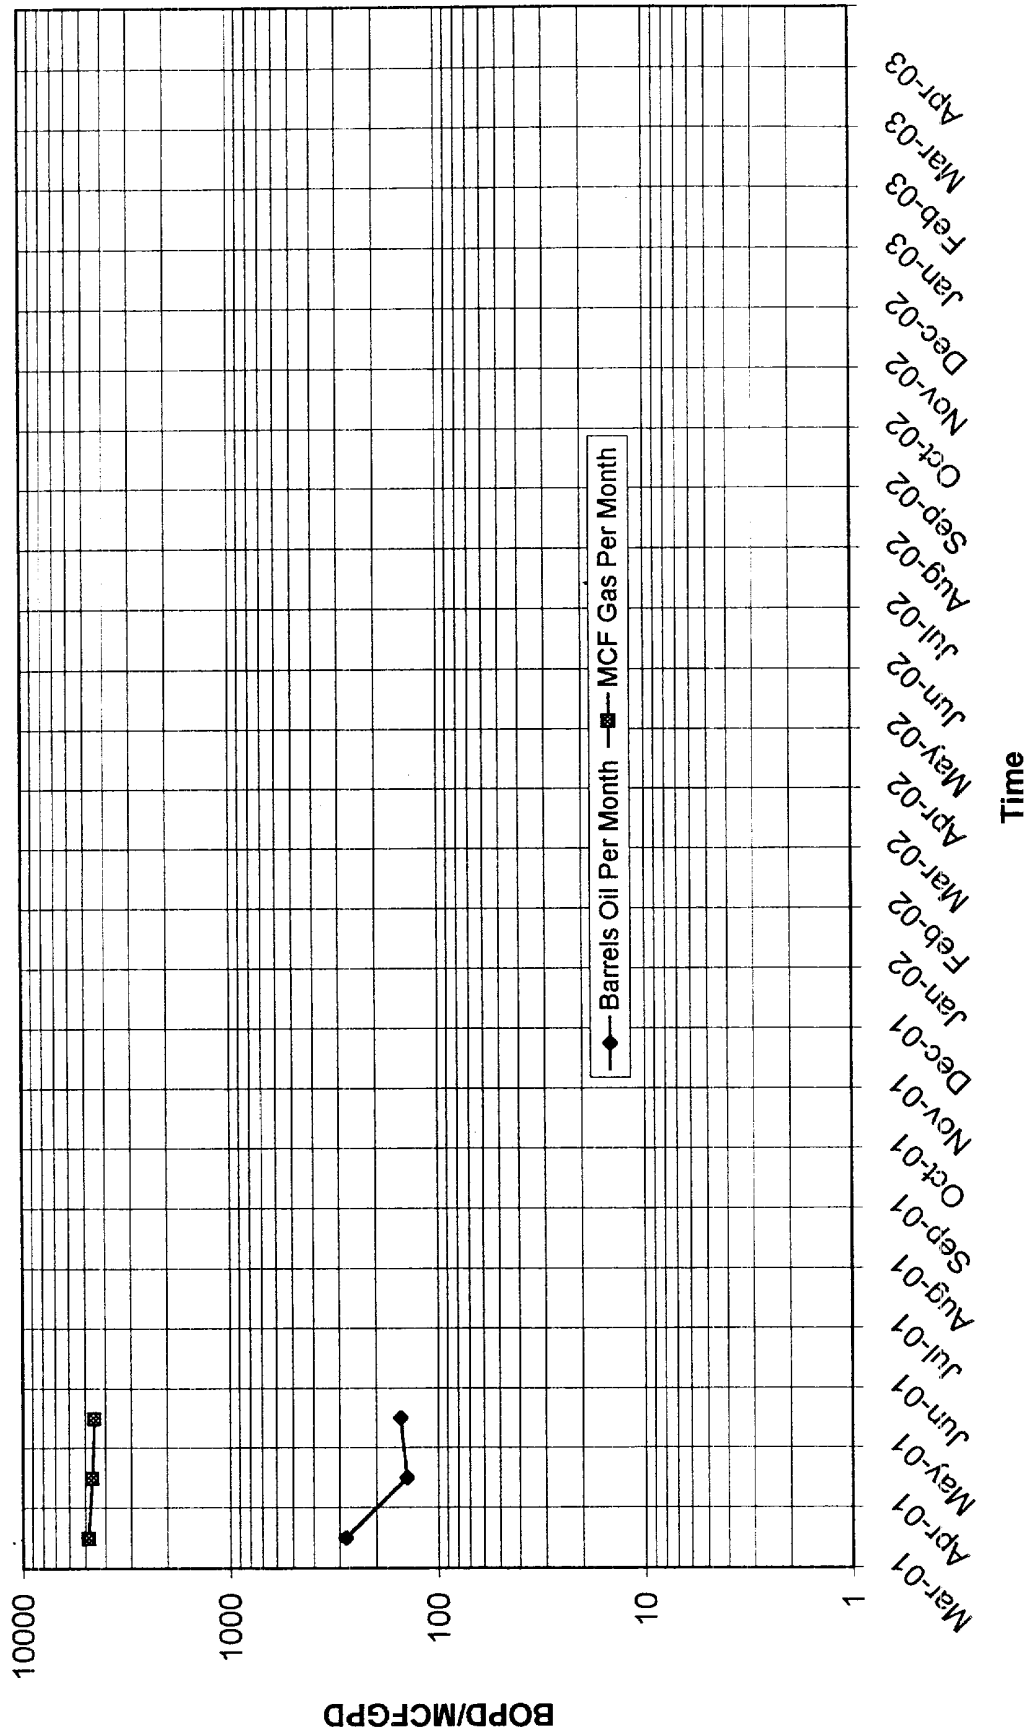 BOPD/MCFGPD
10000
1000
100
10
1
Barrels Oil Per Month
MCF Gas Per Month
Mar-01
Apr-01
May-01
Jun-01
Jul-01
Aug-01
Sep-01
Oct-01
Nov-01
Dec-01
Jan-02
Feb-02
Mar-02
Apr-02
May-02
Jun-02
Jul-02
Aug-02
Sep-02
Oct-02
Nov-02
Dec-02
Jan-03
Feb-03
Mar-03
Apr-03
Time